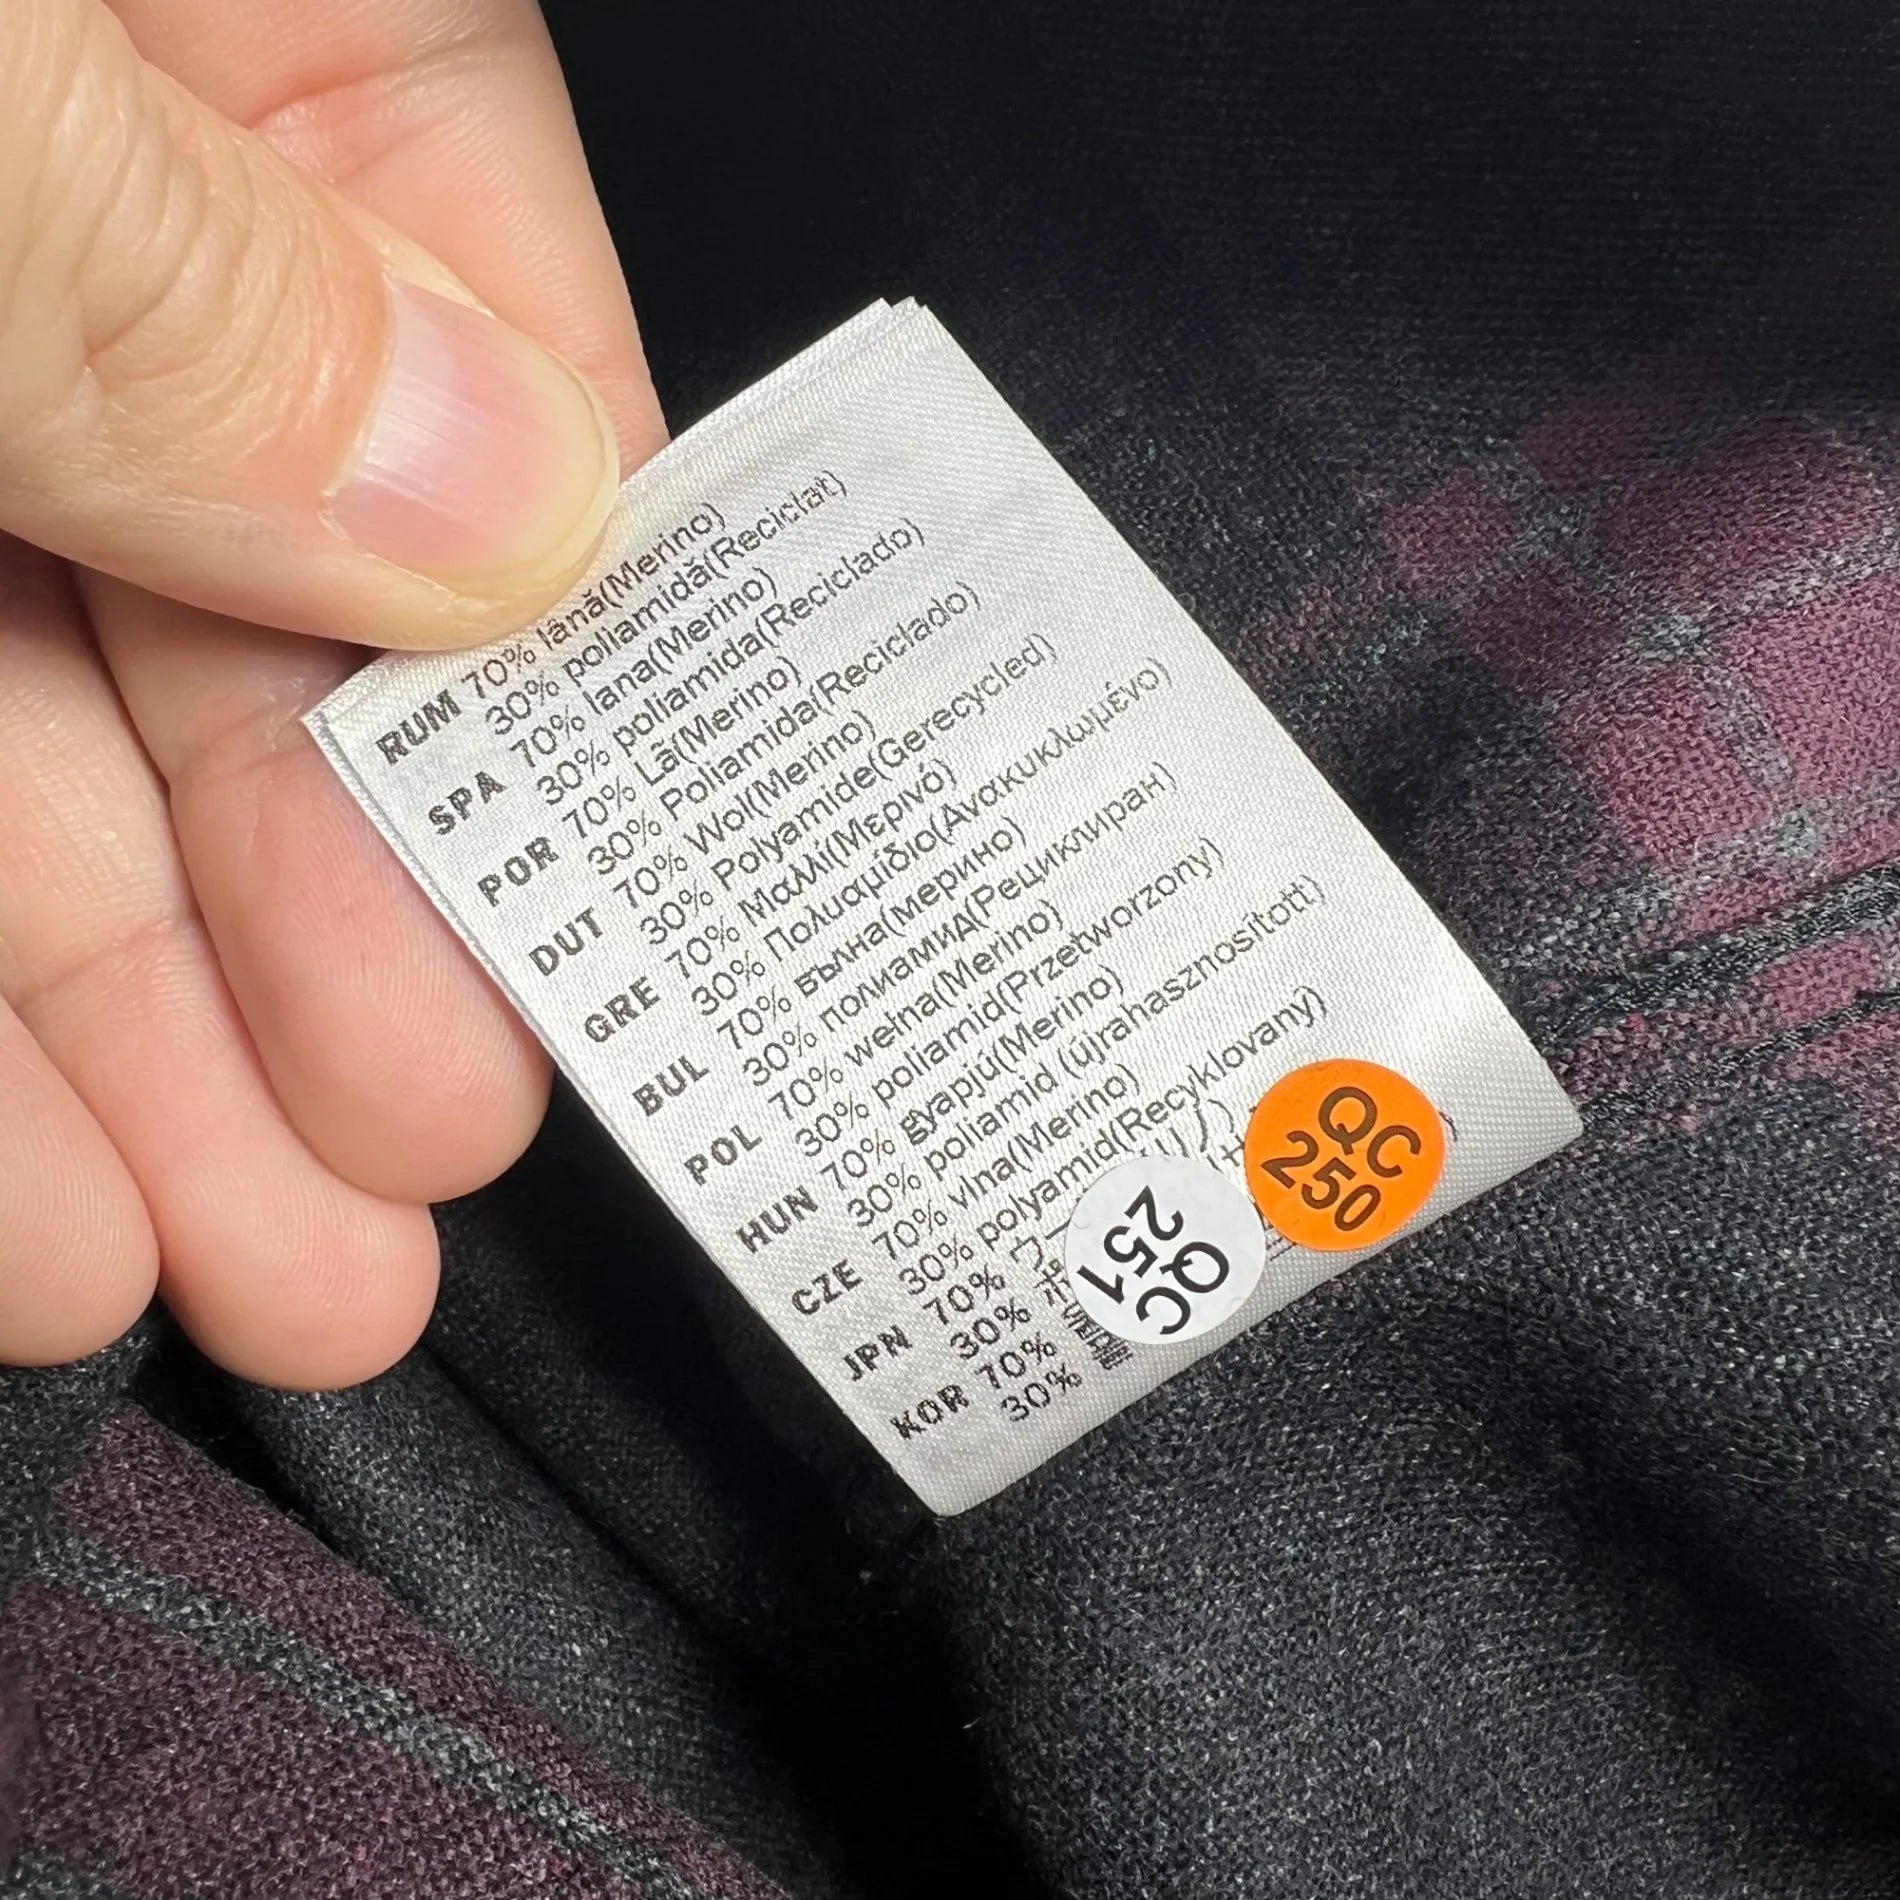 RUM 70% lână(Merino)
30% poliamidă(Reciclat)
SPA 70% lana(Merino)
30% poliamida(Reciclado)
POR 70% Lã(Merino)
30% Poliamida(Reciclado)
DUT 70% Wol(Merino)
30% Polyamide(Gerecycled)
GRE 70% Μαλλί(Μερινό)
30% Πολυαμίδιο(Ανακυκλωμένο)
BUL 70% вълна(мерино)
30% полиамид(Рециклиран)
POL 70% wełna(Merino)
30% poliamid(Przetworzony)
HUN 70% gyapjú(Merino)
30% poliamid (újrahasznosított)
CZE 70% vlna(Merino)
30% polyamid(Recyklovany)
JPN 70%
30%
KOR 70%
30%
QC
250
QC
251